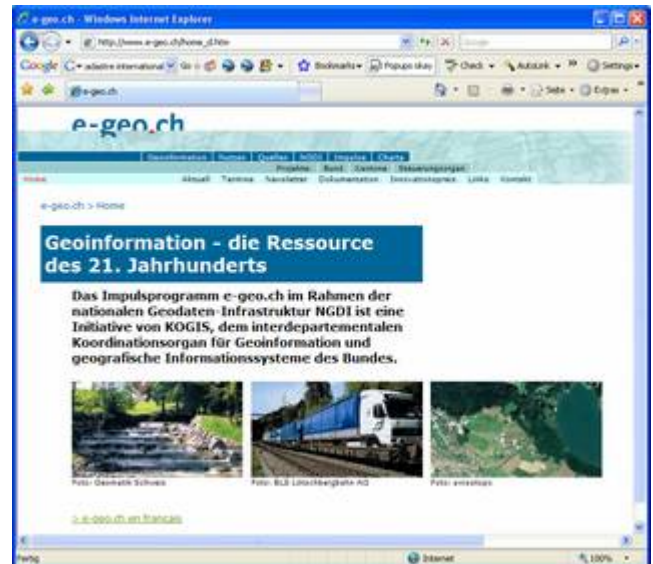 e-geo.ch - Windows Internet Explorer
http://www.e-geo.ch/home_d.htm
Google
Bookmarks Popups okay Check AutoLink Settings
e-geo.ch
Seite Extras
e-geo.ch
Geoinformation Nutzen Quellen NGDI Impulse Charta
Projekte Bund Kantone Steuerungsorgan
Home Aktuell Termine Newsletter Dokumentation Innovationspreis Links Kontakt
e-geo.ch > Home
Geoinformation - die Ressource
des 21. Jahrhunderts
Das Impulsprogramm e-geo.ch im Rahmen der
nationalen Geodaten-Infrastruktur NGDI ist eine
Initiative von KOGIS, dem interdepartementalen
Koordinationsorgan für Geoinformation und
geografische Informationssysteme des Bundes.
Foto: Geomatik Schweiz
Foto: BLS Lötschbergbahn AG
Foto: swisstopo
> e-geo.ch en français
Fertig Internet 100%